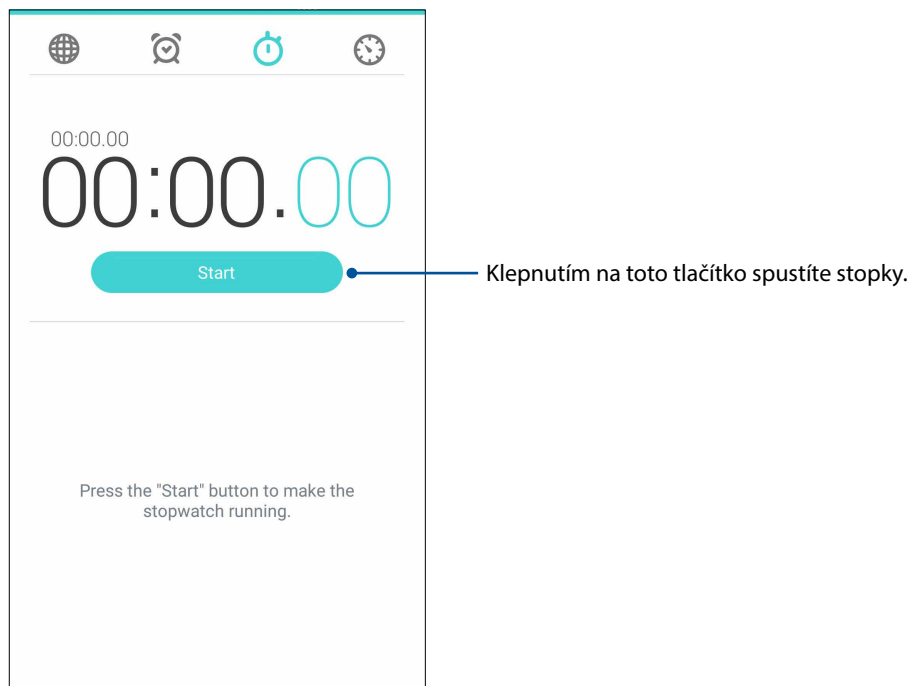 00:00.00
00:00.00
Start
Klepnutím na toto tlačítko spustíte stopky.
Press the "Start" button to make the
stopwatch running.